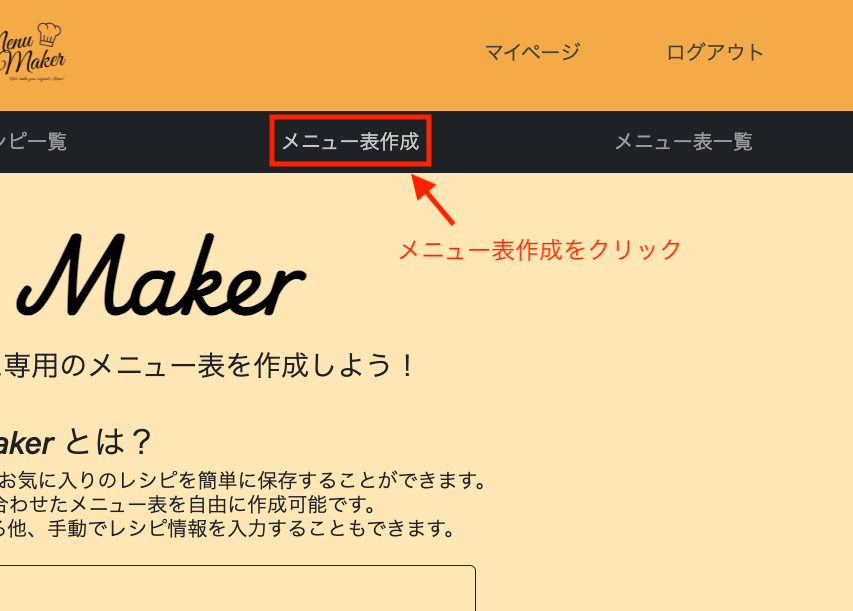 Menu
Maker
マイページ
ログアウト
ピ一覧
メニュー表作成
メニュー表一覧
メニュー表作成をクリック
Maker
専用のメニュー表を作成しよう！
aker とは？
お気に入りのレシピを簡単に保存することができます。
合わせたメニュー表を自由に作成可能です。
る他、手動でレシピ情報を入力することもできます。